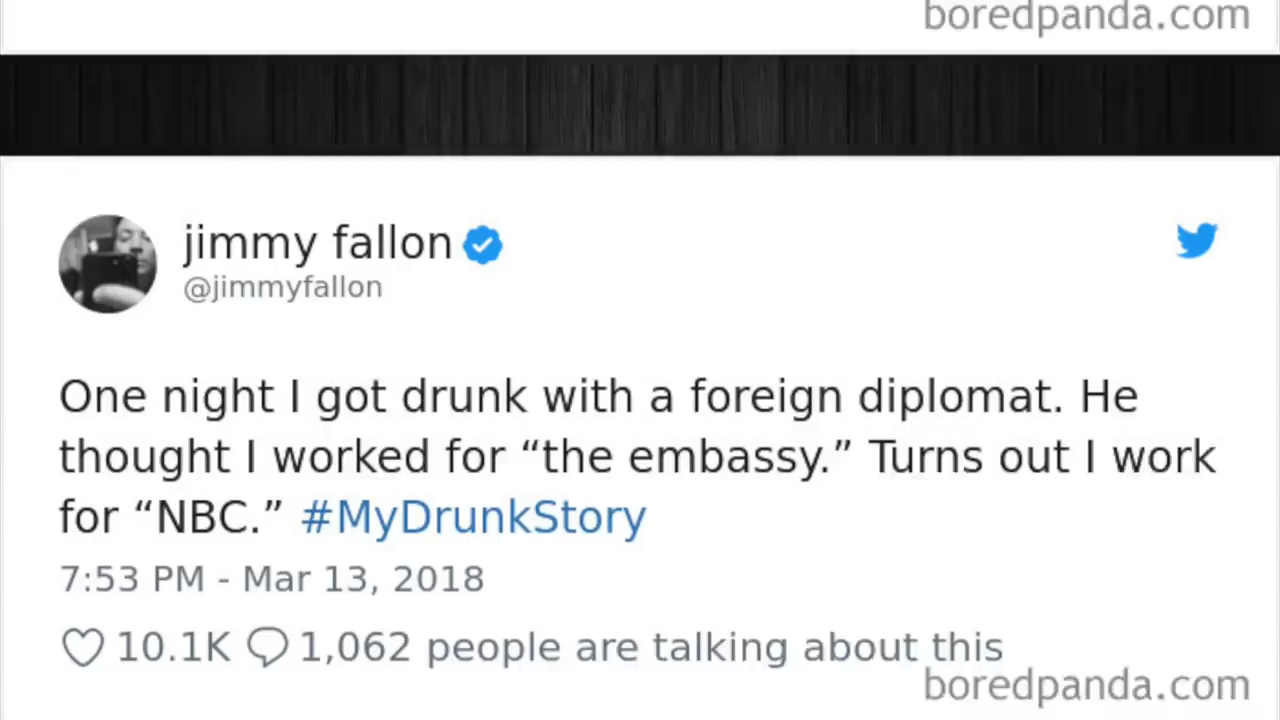 boredpanda.com
jimmy fallon
@jimmyfallon
One night I got drunk with a foreign diplomat. He
thought I worked for “the embassy.” Turns out I work
for “NBC.” #MyDrunkStory
7:53 PM - Mar 13, 2018
10.1K 1,062 people are talking about this
boredpanda.com